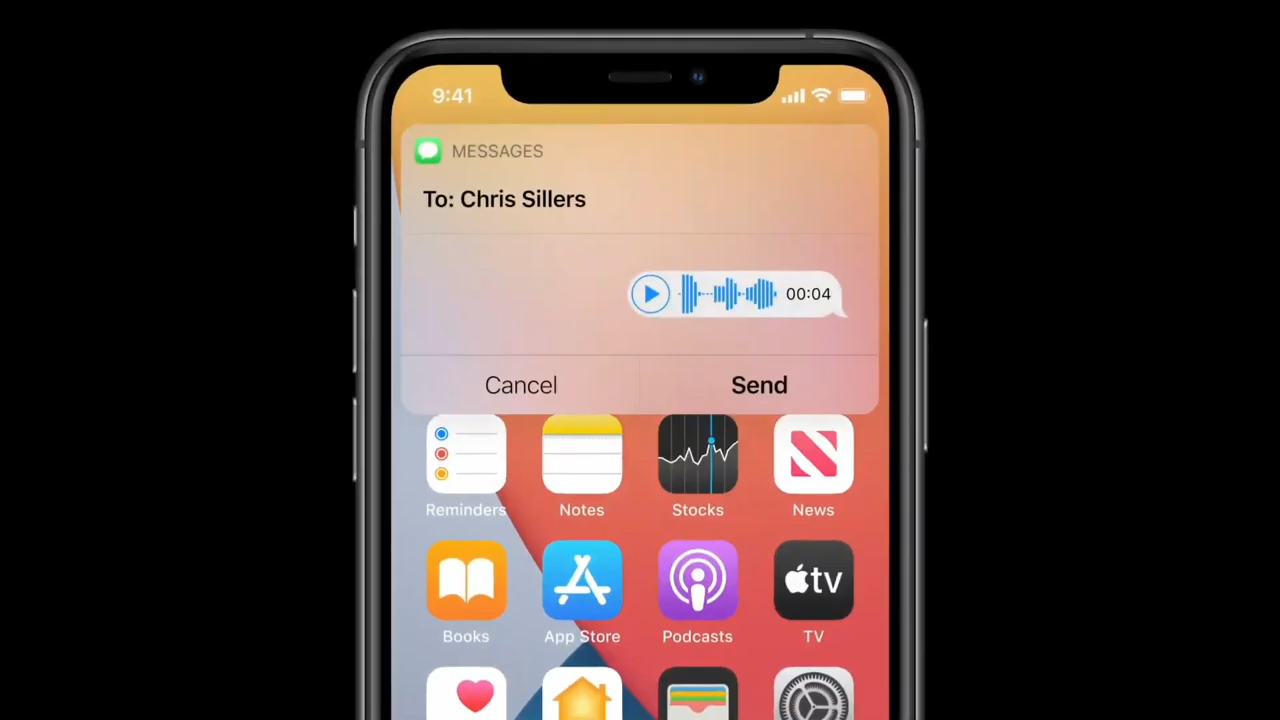 9:41
MESSAGES
To: Chris Sillers
00:04
Cancel Send
Reminders Notes Stocks News
tv
Books App Store Podcasts TV